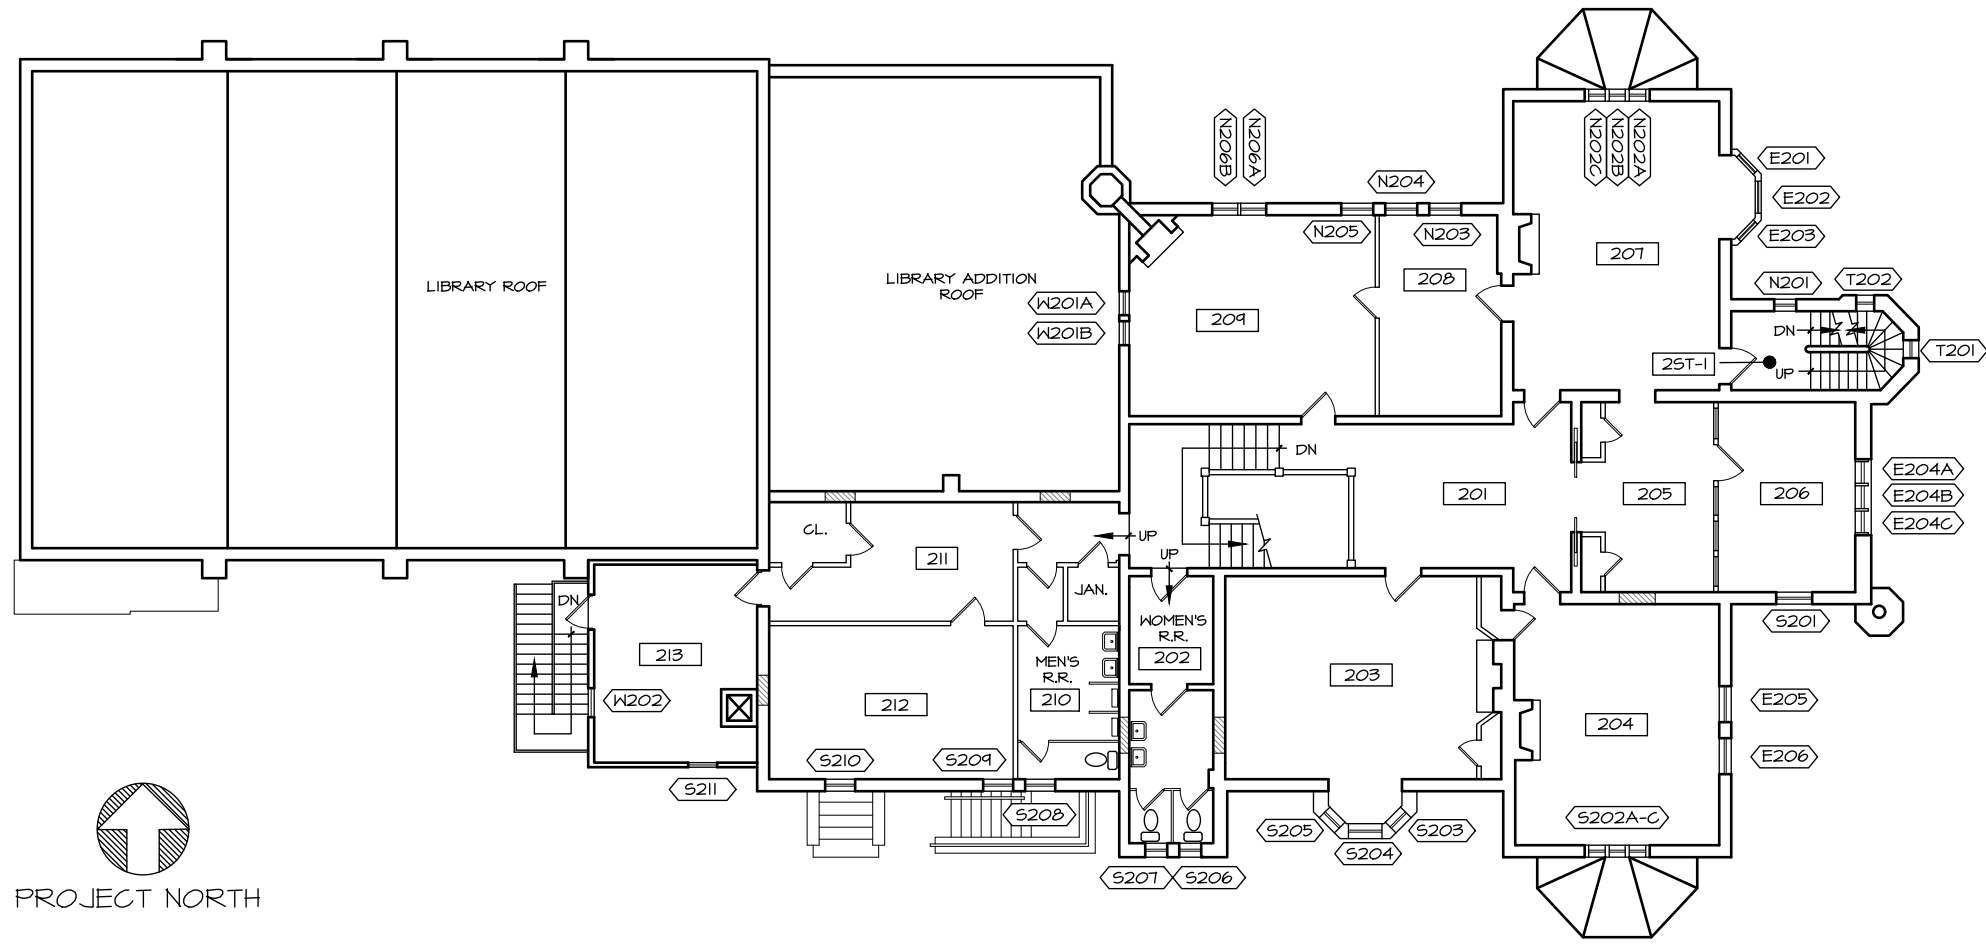 N206B
N206A
N202C
N202B
N202A
E201
N204
E202
N205
N203
E203
207
LIBRARY ROOF
LIBRARY ADDITION
ROOF
208
N201
T202
W201A
209
W201B
DN
T201
2ST-1
UP
DN
E204A
201
205
206
E204B
E204C
CL.
UP
UP
211
JAN.
DN
WOMEN'S
R.R.
202
S201
213
MEN'S
R.R.
210
203
W202
212
E205
204
S210
S209
E206
S211
S208
S205
S203
S202A-C
S204
S207
S206
PROJECT NORTH